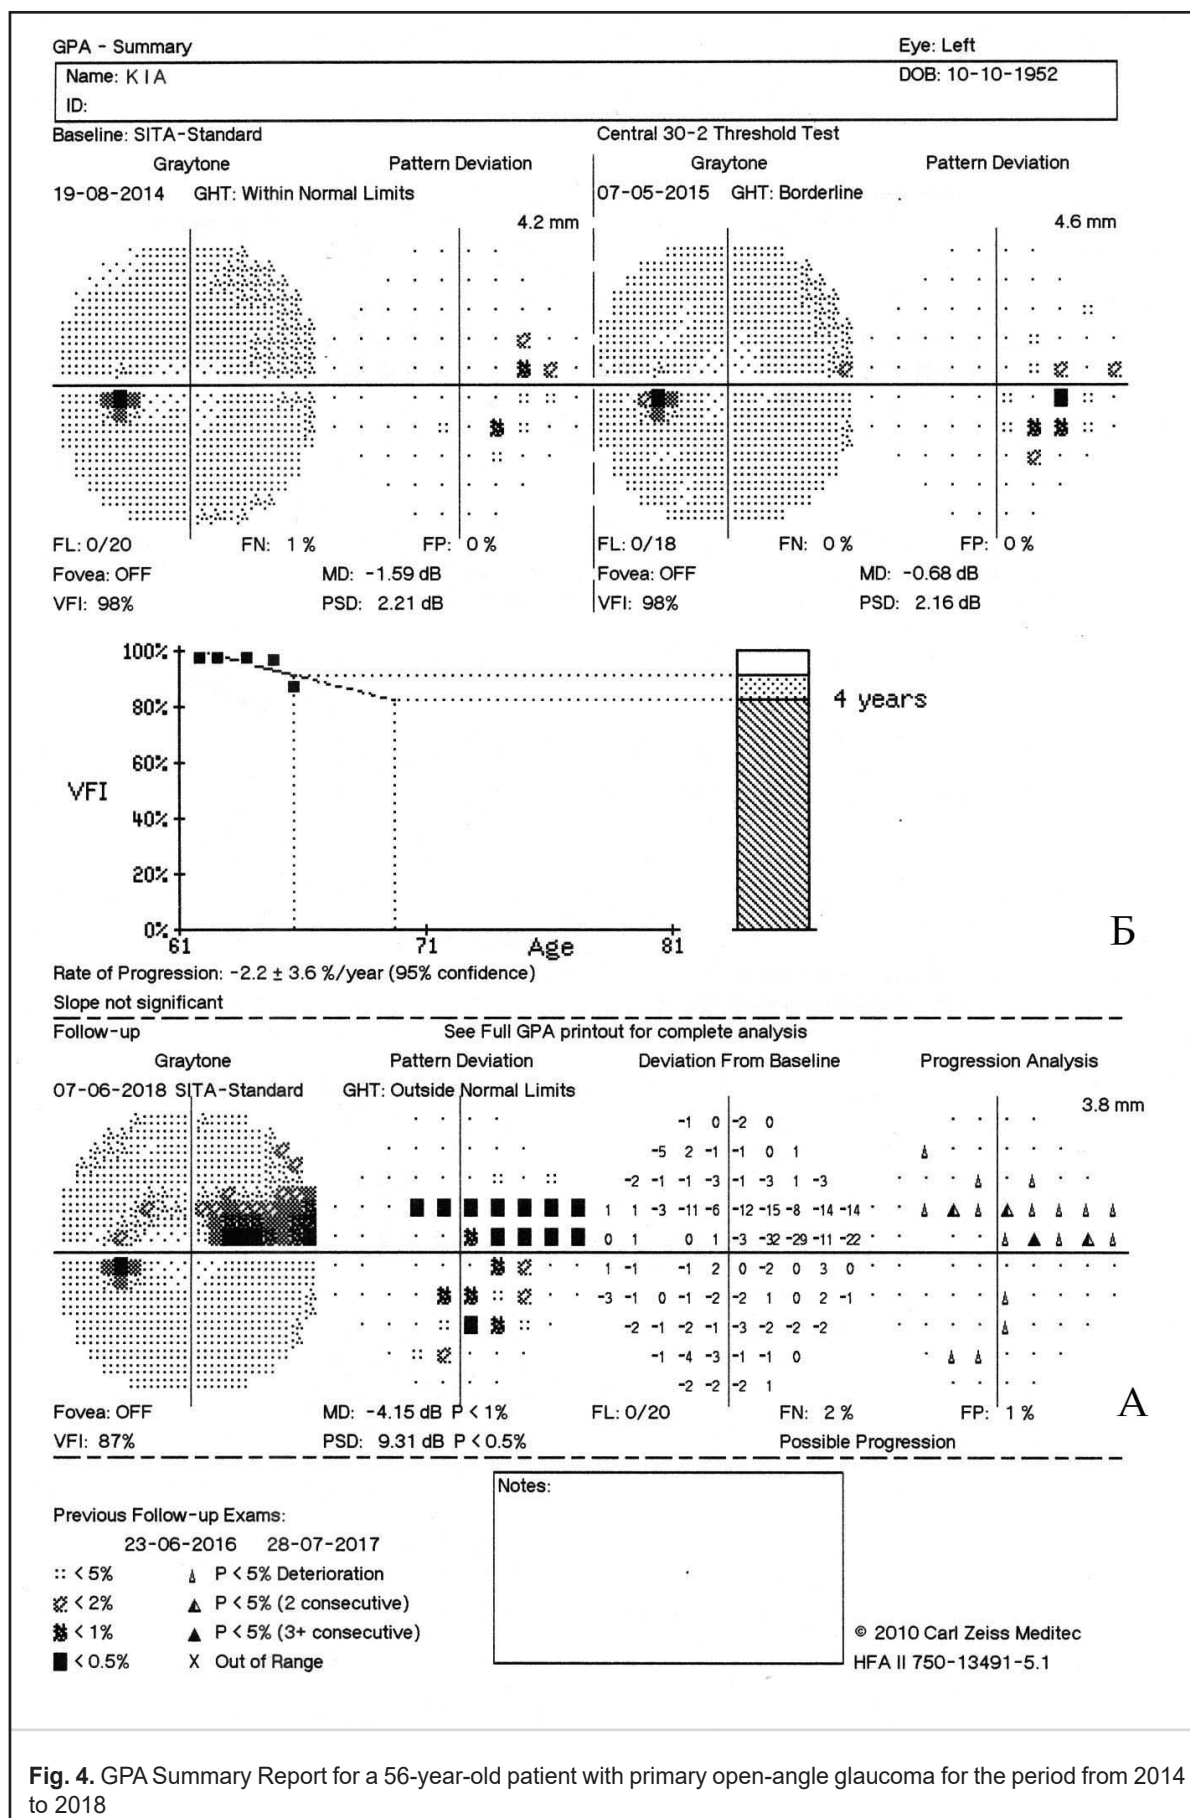 GPA - Summary Eye: Left
Name: K I A DOB: 10-10-1952
ID:
Baseline: SITA-Standard Central 30-2 Threshold Test
Graytone Pattern Deviation Graytone Pattern Deviation
19-08-2014 GHT: Within Normal Limits 07-05-2015 GHT: Borderline
4.2 mm 4.6 mm
FL: 0/20 FN: 1 % FP: 0 % FL: 0/18 FN: 0 % FP: 0 %
Fovea: OFF MD: -1.59 dB Fovea: OFF MD: -0.68 dB
VFI: 98% PSD: 2.21 dB VFI: 98% PSD: 2.16 dB
100%
80% 4 years
60%
VFI
40%
20%
0%
61 71 Age 81
Б
Rate of Progression: -2.2 ± 3.6 %/year (95% confidence)
Slope not significant
Follow-up See Full GPA printout for complete analysis
Graytone Pattern Deviation Deviation From Baseline Progression Analysis
07-06-2018 SITA-Standard GHT: Outside Normal Limits
3.8 mm
-1 0 -2 0
-5 2 -1 -1 0 1
-2 -1 -1 -3 -1 -3 1 -3
1 1 -3 -11 -6 -12 -15 -8 -14 -14
0 1 0 1 -3 -32 -29 -11 -22
1 -1 -1 2 0 -2 0 3 0
-3 -1 0 -1 -2 -2 1 0 2 -1
-2 -1 -2 -1 -3 -2 -2 -2
-1 -4 -3 -1 -1 0
-2 -2 -2 1
Fovea: OFF MD: -4.15 dB P < 1% FL: 0/20 FN: 2 % FP: 1 %
А
VFI: 87% PSD: 9.31 dB P < 0.5% Possible Progression
Notes:
Previous Follow-up Exams:
23-06-2016 28-07-2017
< 5% P < 5% Deterioration
< 2% P < 5% (2 consecutive)
< 1% P < 5% (3+ consecutive)
< 0.5% X Out of Range
© 2010 Carl Zeiss Meditec
HFA II 750-13491-5.1
Fig. 4. GPA Summary Report for a 56-year-old patient with primary open-angle glaucoma for the period from 2014
to 2018